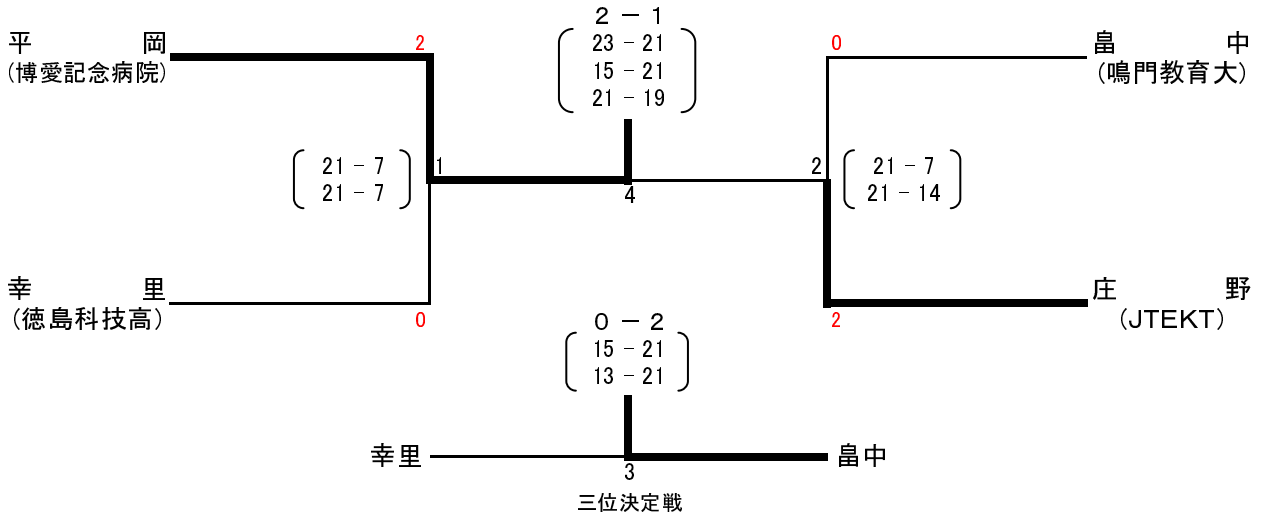 2 － 1
平岡
2
23 － 21
0
畠中
(博愛記念病院)
15 － 21
(鳴門教育大)
21 － 19
21 － 7
1
2
21 － 7
21 － 7
4
21 － 14
幸里
庄野
(徳島科技高)
0
0 － 2
2
(JTEKT)
15 － 21
13 － 21
幸里
畠中
3
三位決定戦